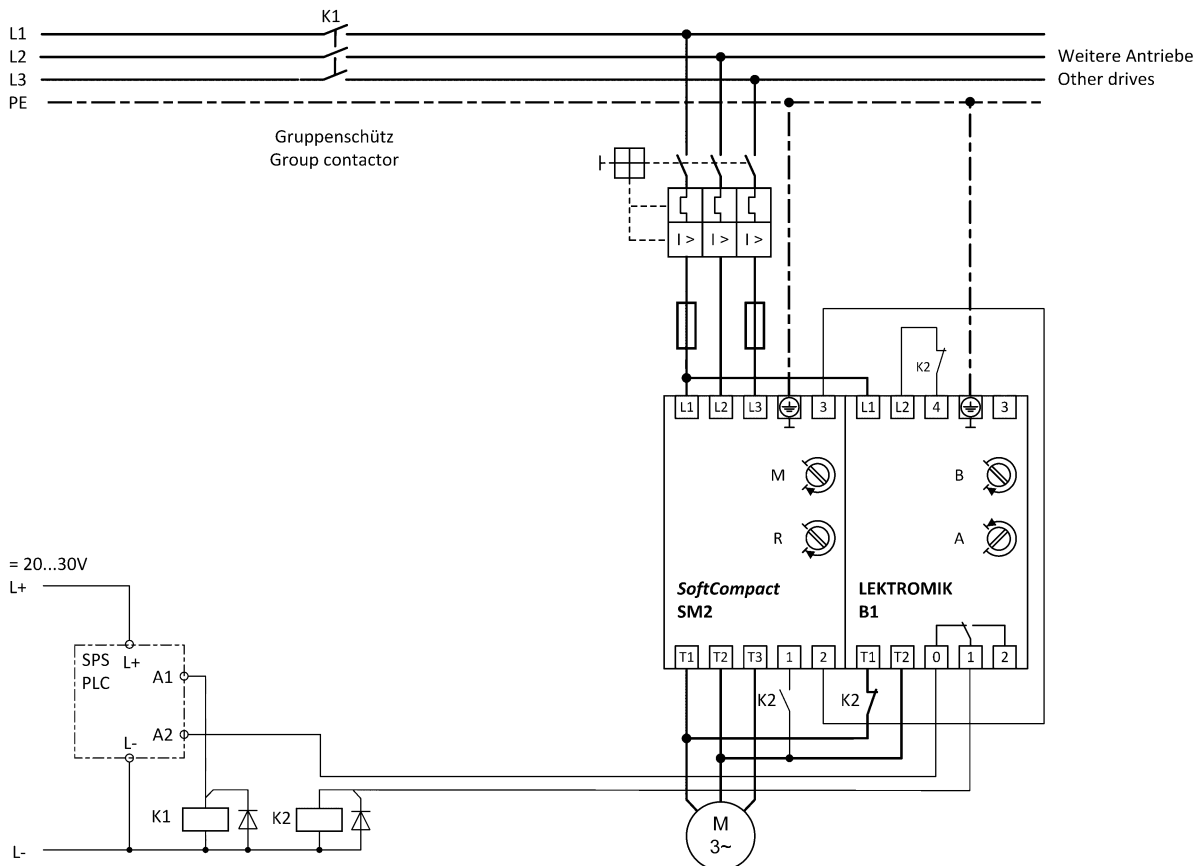 K1
L1
L2
L3
PE
Weitere Antriebe
Other drives
Gruppenschütz
Group contactor
I > I > I >
K2
L1 L2 L3 3 L1 L2 4 3
M
B
R
A
SoftCompact
SM2
LEKTROMIK
B1
T1 T2 T3 1 2 T1 T2 0 1 2
K2
K2
= 20...30V
L+
SPS
PLC
L+
A1
A2
L-
K1
K2
M
3~
L-